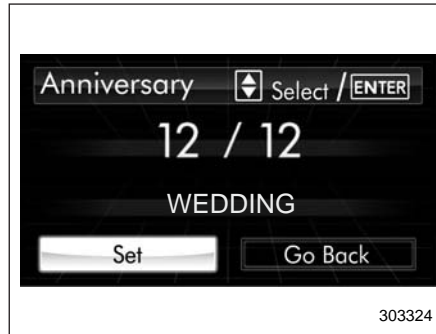 Anniversary Select / ENTER
12 / 12
WEDDING
Set Go Back
303324